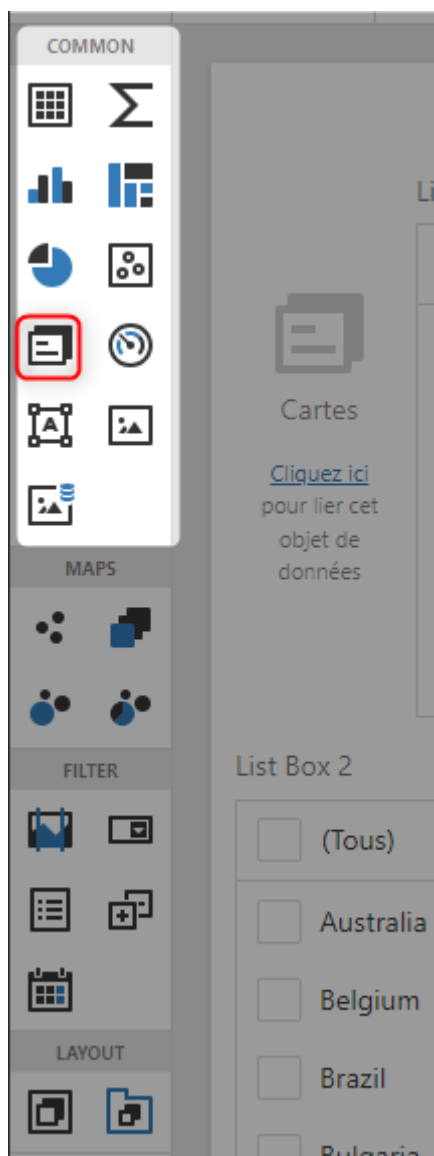 COMMON
Li
Cartes
Cliquez ici
pour lier cet
objet de
données
MAPS
FILTER
List Box 2
(Tous)
Australia
Belgium
LAYOUT
Brazil
Bulgaria